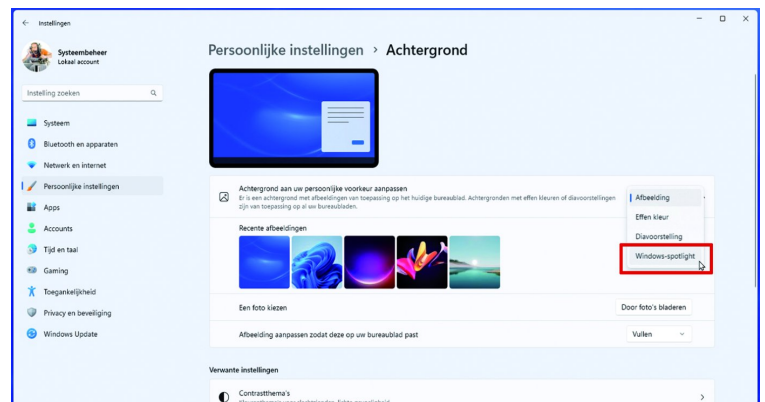 Instellingen
Systeembeheer
Lokaal account
Instelling zoeken
Systeem
Bluetooth en apparaten
Netwerk en internet
Persoonlijke instellingen
Apps
Accounts
Tijd en taal
Gaming
Toegankelijkheid
Privacy en beveiliging
Windows Update
Persoonlijke instellingen > Achtergrond
Achtergrond aan uw persoonlijke voorkeur aanpassen
Er is een achtergrond met afbeeldingen van toepassing op het huidige bureaublad. Achtergronden met effen kleuren of diavoorstellingen
zijn van toepassing op al uw bureaubladen.
Afbeelding
Effen kleur
Diavoorstelling
Windows-spotlight
Recente afbeeldingen
Een foto kiezen
Door foto's bladeren
Afbeelding aanpassen zodat deze op uw bureaublad past
Vullen
Verwante instellingen
Contrastthema's